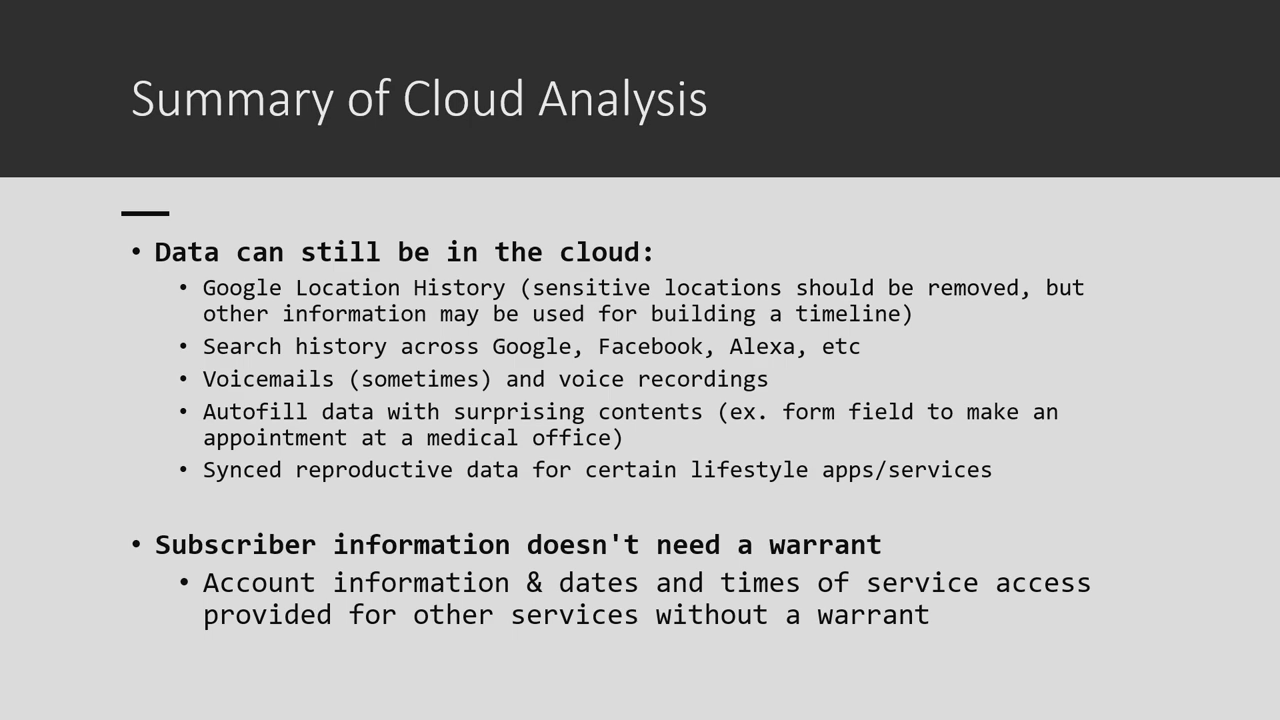 Summary of Cloud Analysis
• Data can still be in the cloud:
• Google Location History (sensitive locations should be removed, but
other information may be used for building a timeline)
• Search history across Google, Facebook, Alexa, etc
• Voicemails (sometimes) and voice recordings
• Autofill data with surprising contents (ex. form field to make an
appointment at a medical office)
• Synced reproductive data for certain lifestyle apps/services
• Subscriber information doesn't need a warrant
• Account information & dates and times of service access
provided for other services without a warrant